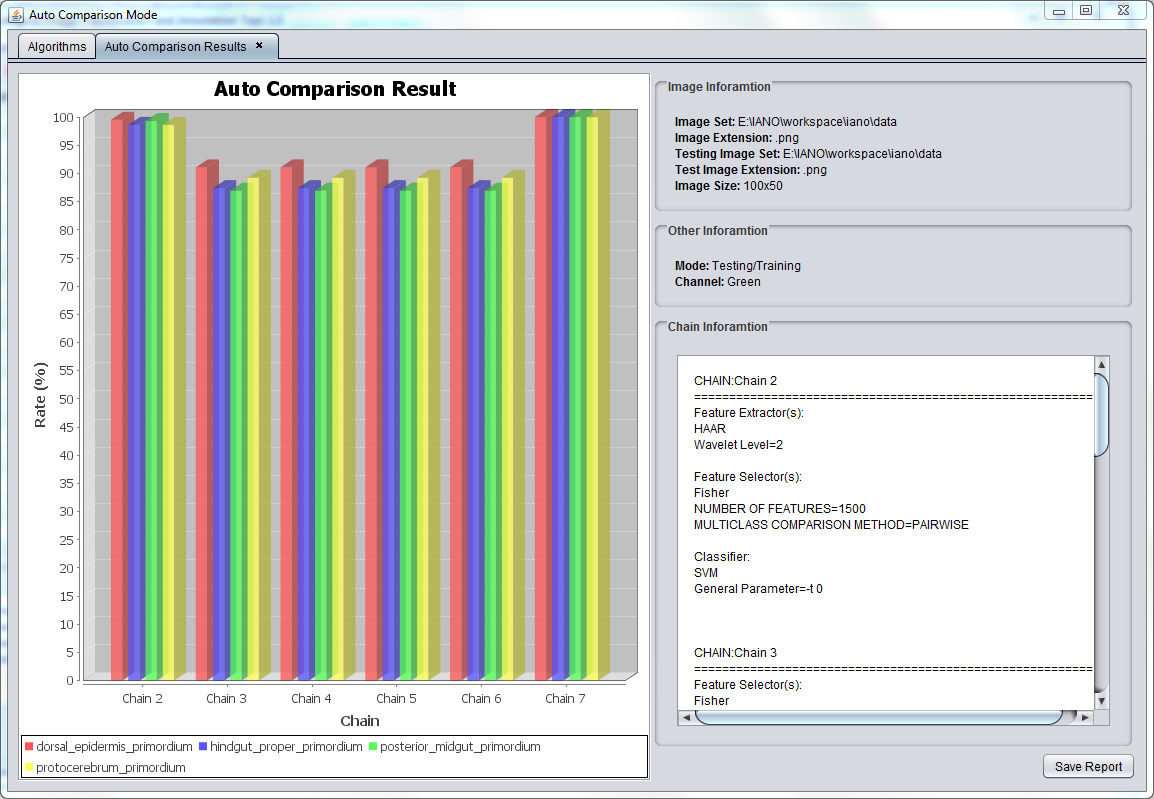 Auto Comparison Mode
Algorithms
Auto Comparison Results ×
Auto Comparison Result
100
95
90
85
80
75
70
65
60
55
50
45
40
35
30
25
20
15
10
5
0
Rate (%)
Chain 2 Chain 3 Chain 4 Chain 5 Chain 6 Chain 7
Chain
dorsal_epidermis_primordium hindgut_proper_primordium posterior_midgut_primordium
protocerebrum_primordium
Image Inforamtion
Image Set: E:\IANO\workspace\iano\data
Image Extension: .png
Testing Image Set: E:\IANO\workspace\iano\data
Test Image Extension: .png
Image Size: 100x50
Other Inforamtion
Mode: Testing/Training
Channel: Green
Chain Inforamtion
CHAIN:Chain 2
=========================================================
Feature Extractor(s):
HAAR
Wavelet Level=2
Feature Selector(s):
Fisher
NUMBER OF FEATURES=1500
MULTICLASS COMPARISON METHOD=PAIRWISE
Classifier:
SVM
General Parameter=-t 0
CHAIN:Chain 3
=========================================================
Feature Selector(s):
Fisher
Save Report